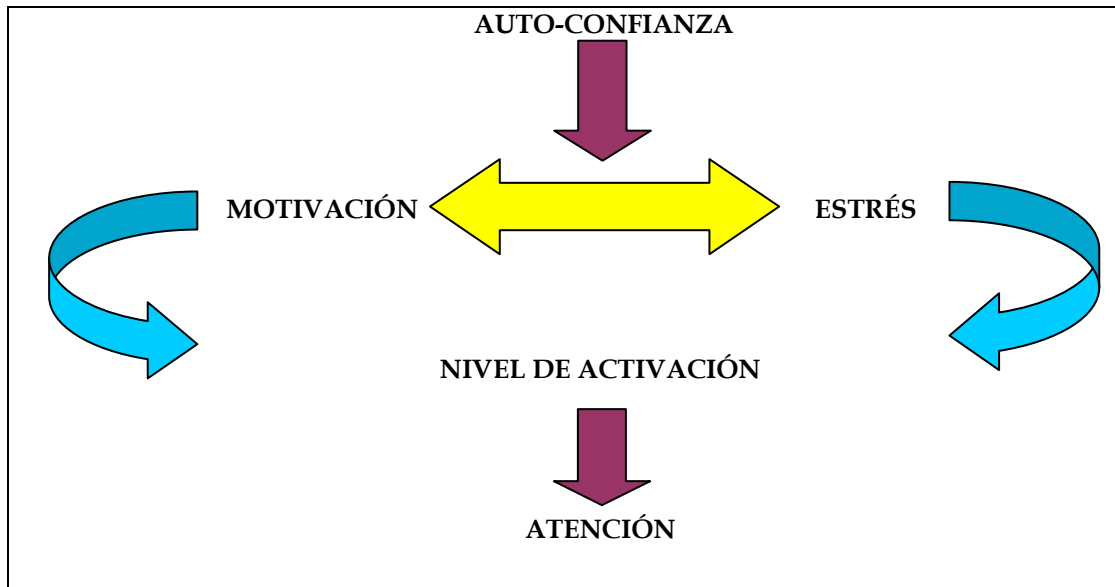 AUTO-CONFIANZA
MOTIVACIÓN
ESTRÉS
NIVEL DE ACTIVACIÓN
ATENCIÓN